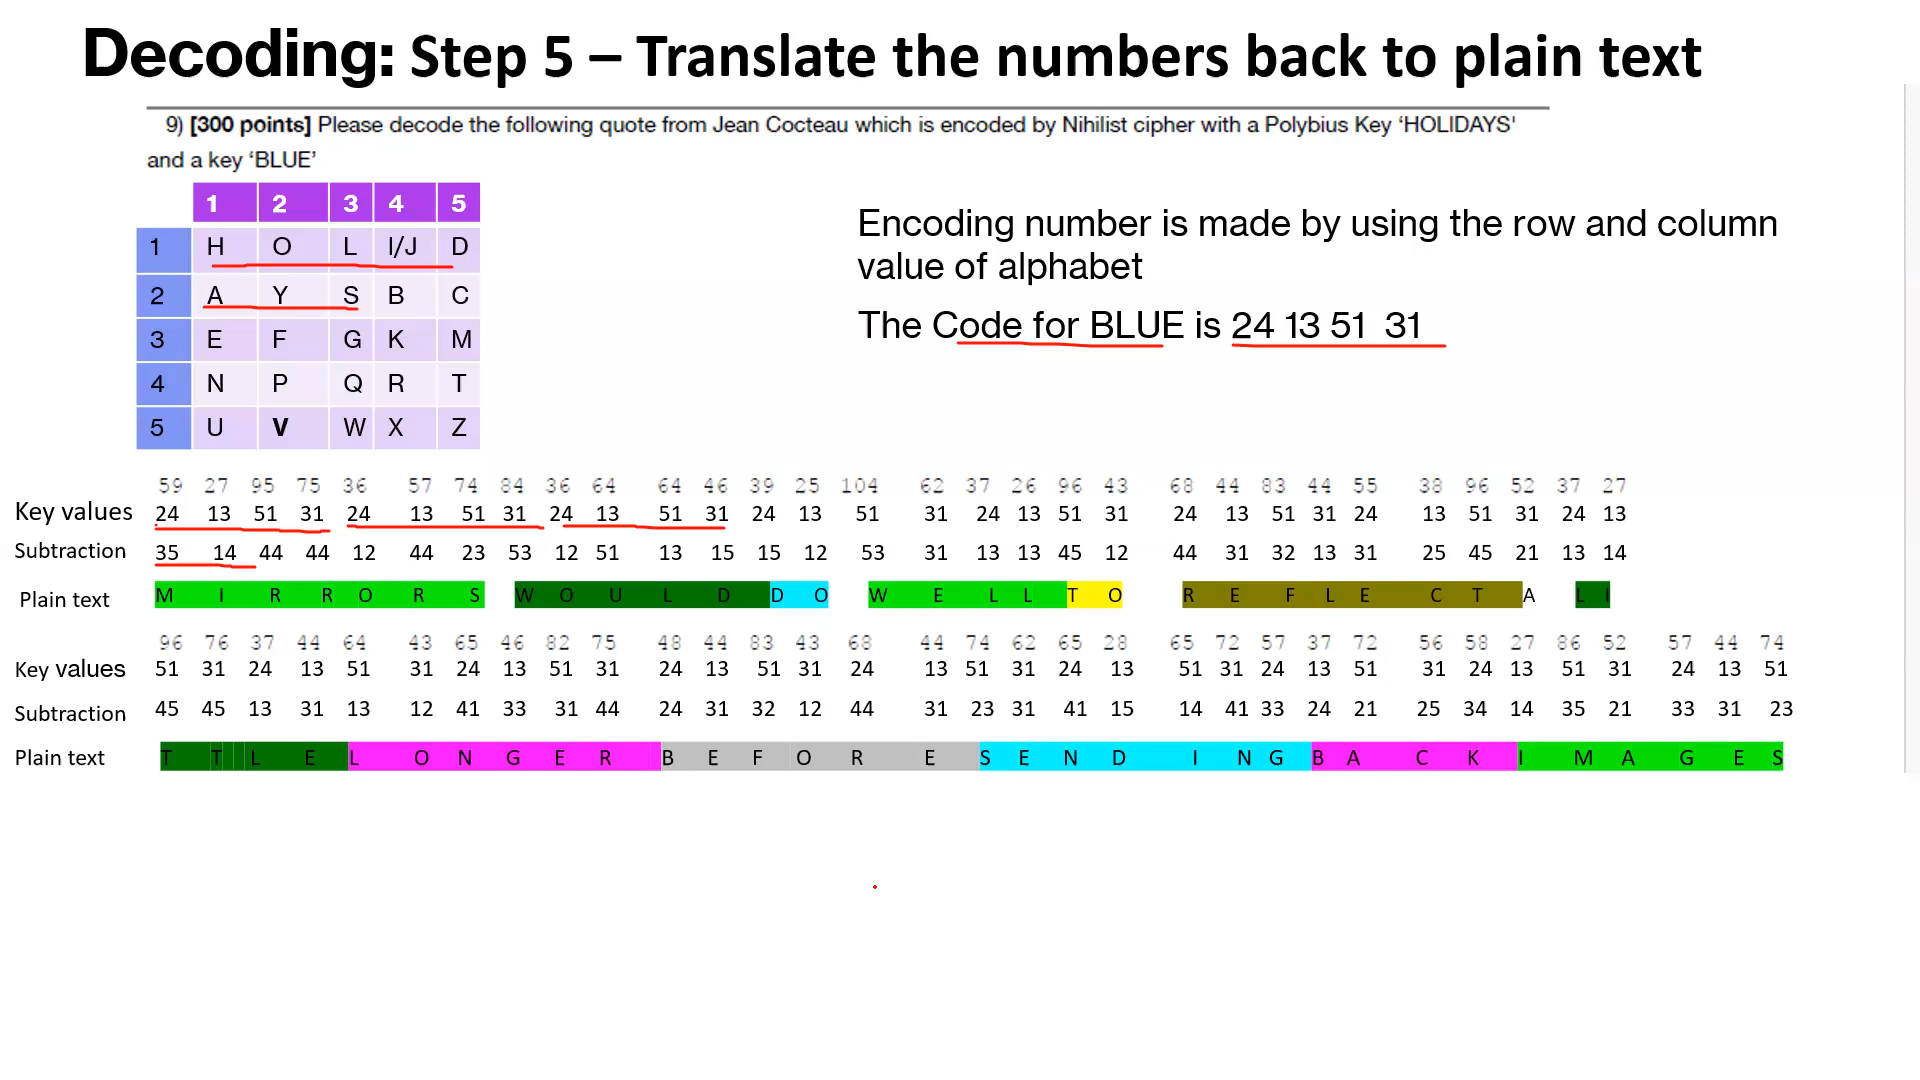 Decoding: Step 5 – Translate the numbers back to plain text
9) [300 points] Please decode the following quote from Jean Cocteau which is encoded by Nihilist cipher with a Polybius Key ‘HOLIDAYS’
and a key ‘BLUE’
1 2 3 4 5
1 H O L I/J D
2 A Y S B C
3 E F G K M
4 N P Q R T
5 U V W X Z
Encoding number is made by using the row and column
value of alphabet
The Code for BLUE is 24 13 51 31
59 27 95 75 36 57 74 84 36 64 64 46 39 25 104 62 37 26 96 43 68 44 83 44 55 38 96 52 37 27
Key values 24 13 51 31 24 13 51 31 24 13 51 31 24 13 51 31 24 13 51 31 24 13 51 31 24 13 51 31 24 13
Subtraction 35 14 44 44 12 44 23 53 12 51 13 15 15 12 53 31 13 13 45 12 44 31 32 13 31 25 45 21 13 14
Plain text M I R R O R S W O U L D D O W E L L T O R E F L E C T A L I
96 76 37 44 64 43 65 46 82 75 48 44 83 43 68 44 74 62 65 28 65 72 57 37 72 56 58 27 86 52 57 44 74
Key values 51 31 24 13 51 31 24 13 51 31 24 13 51 31 24 13 51 31 24 13 51 31 24 13 51 31 24 13 51 31 24 13 51
Subtraction 45 45 13 31 13 12 41 33 31 44 24 31 32 12 44 31 23 31 41 15 14 41 33 24 21 25 34 14 35 21 33 31 23
Plain text T T L E L O N G E R B E F O R E S E N D I N G B A C K I M A G E S